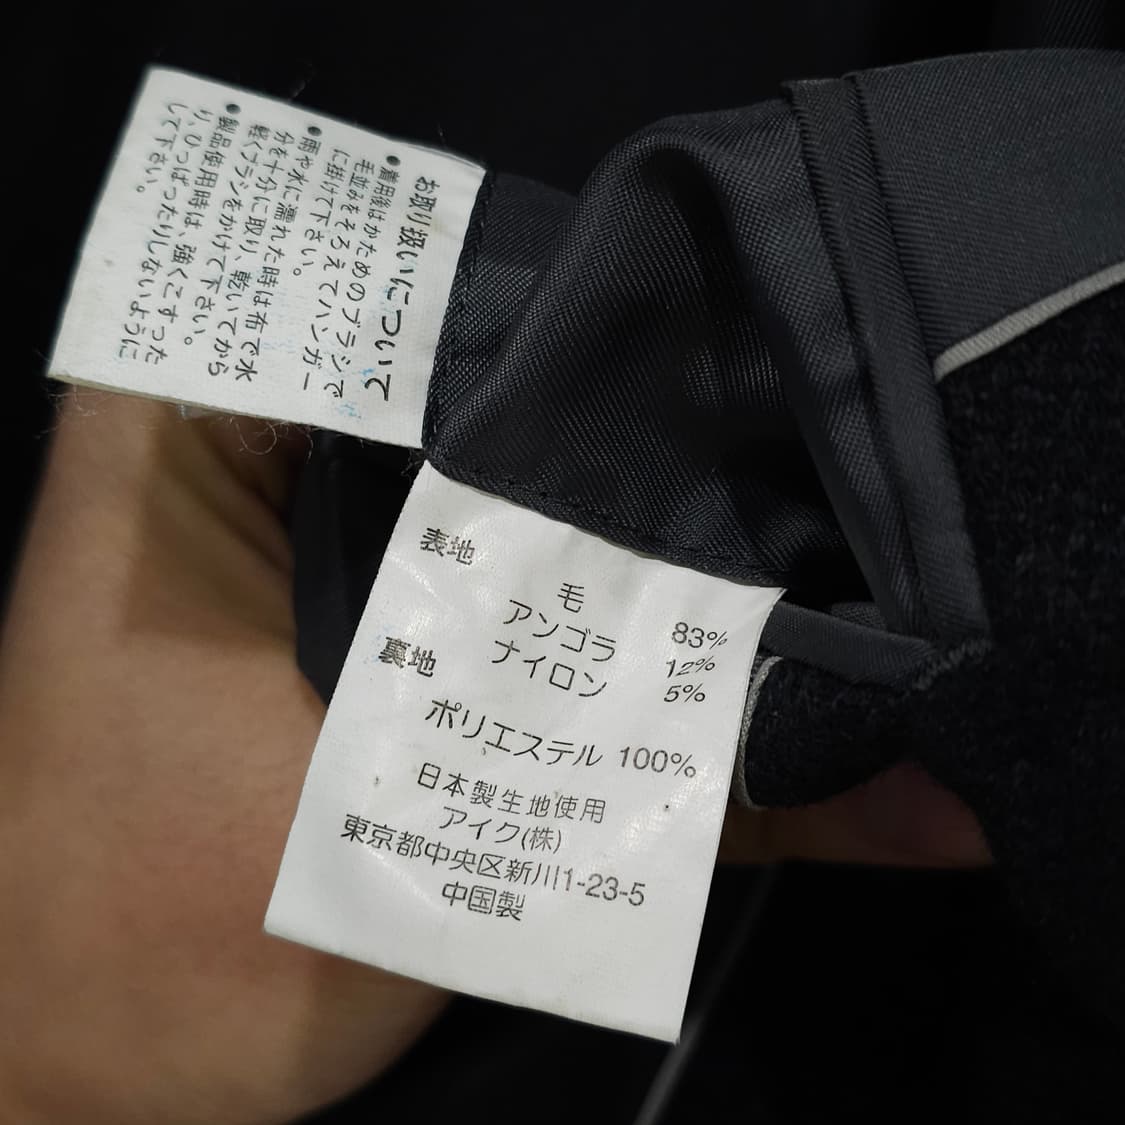 お取り扱いについて
●着用後はかためのブラシで
毛並みをそろえてハンガー
に掛けて下さい。
●雨や水に濡れた時は布で水
分を十分に取り、乾いてから
軽くブラシをかけて下さい。
●製品使用時は、強くこすった
り、ひっぱったりしないように
して下さい。
表地
毛 83%
アンゴラ 12%
ナイロン 5%
裏地
ポリエステル 100%
日本製生地使用
アイク(株)
東京都中央区新川1-23-5
中国製